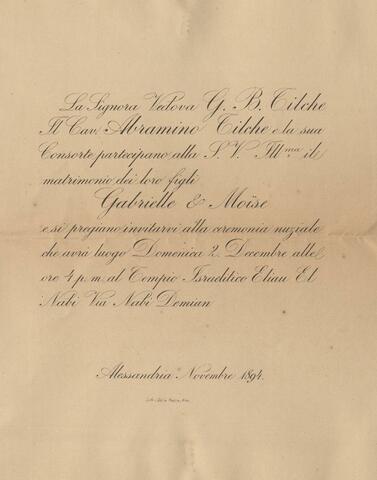 La Signora Vedova G. B. Tilche
Il Cav. Abramino Tilche e la sua
Consorte partecipano alla S. V. Ill.ma il
matrimonio dei loro figli
Gabrielle & Moïse
e si pregiano invitarvi alla ceremonia nuziale
che avrà luogo Domenica 2. Decembre alle
ore 4 p.m. al Tempio Israelitico Eliau El
Nabi Via Nabi Demian
Alessandria Novembre 1894.